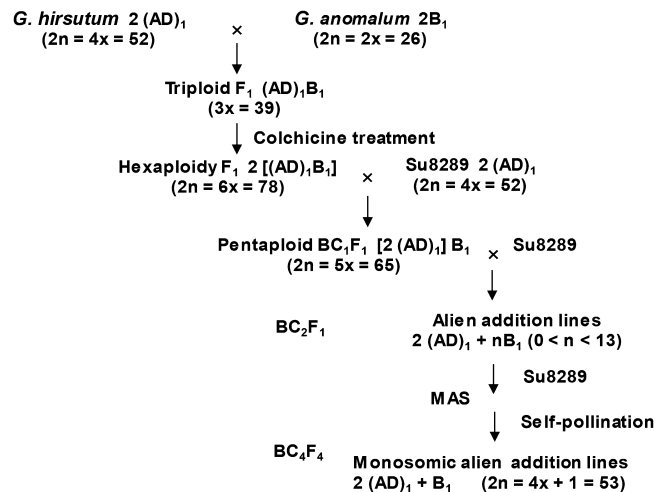 G. hirsutum 2 (AD)₁ × G. anomalum 2B₁
(2n = 4x = 52) (2n = 2x = 26)
Triploid F₁ (AD)₁B₁
(3x = 39)
Colchicine treatment
Hexaploidy F₁ 2 [(AD)₁B₁] × Su8289 2 (AD)₁
(2n = 6x = 78) (2n = 4x = 52)
Pentaploid BC₁F₁ [2 (AD)₁] B₁ × Su8289
(2n = 5x = 65)
BC₂F₁ Alien addition lines
2 (AD)₁ + nB₁ (0 < n < 13)
Su8289
MAS
Self-pollination
BC₄F₄ Monosomic alien addition lines
2 (AD)₁ + B₁ (2n = 4x + 1 = 53)